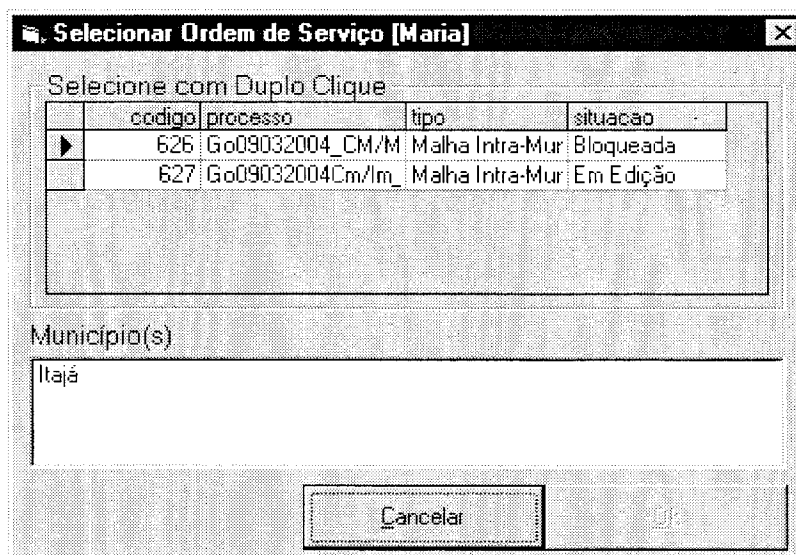 Selecionar Ordem de Serviço [Maria]
Selecione com Duplo Clique
codigo processo tipo situacao
626 Go09032004_CM/M Malha Intra-Mur Bloqueada
627 Go09032004Cm/Im_ Malha Intra-Mur Em Edição
Município(s)
Itajá
Cancelar Ok